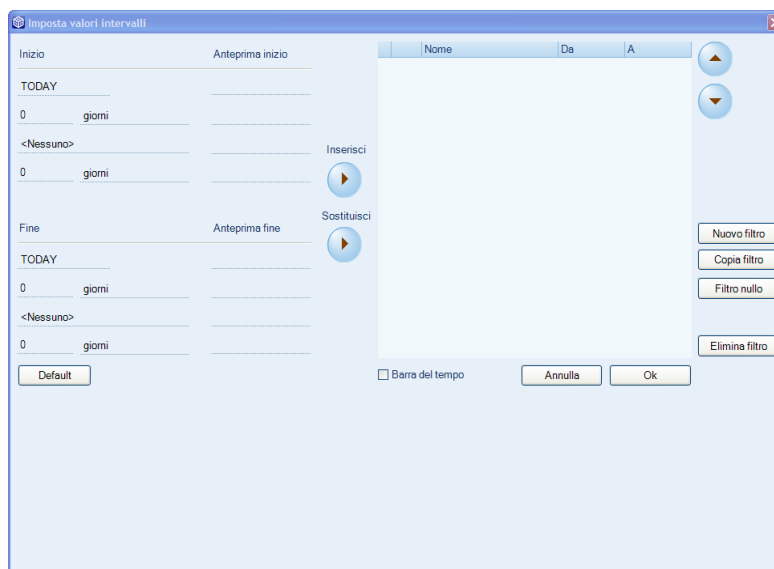 Imposta valori intervalli
Inizio
Anteprima inizio
TODAY
0 giorni
<Nessuno>
0 giorni
Fine
Anteprima fine
TODAY
0 giorni
<Nessuno>
0 giorni
Default
Inserisci
Sostituisci
Nome Da A
Barra del tempo
Annulla
Ok
Nuovo filtro
Copia filtro
Filtro nullo
Elimina filtro